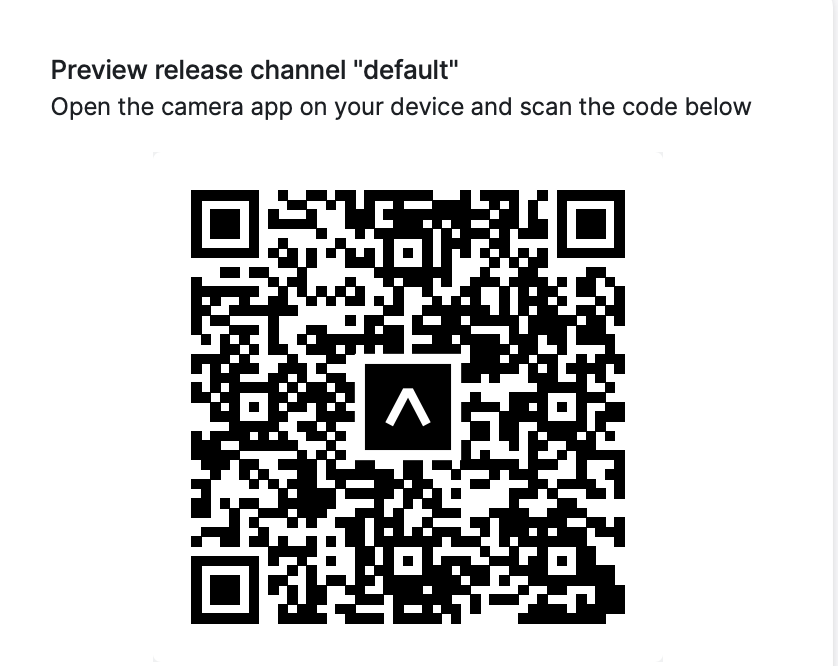 Preview release channel "default"
Open the camera app on your device and scan the code below